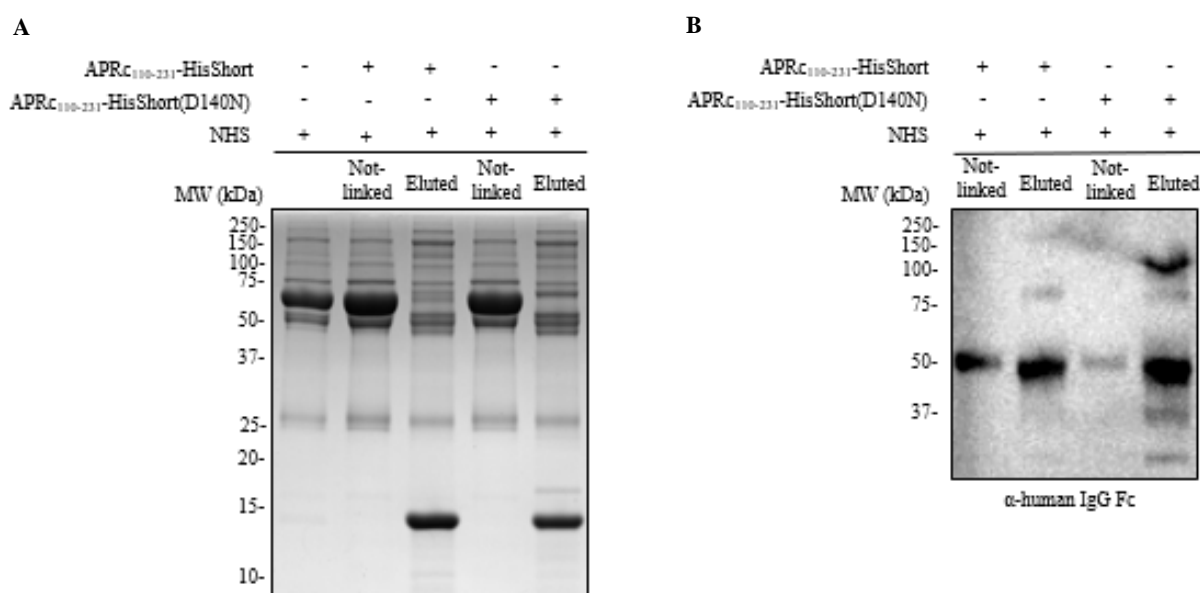 A
APRc₁₁₀₋₂₃₁-HisShort - + + - -
APRc₁₁₀₋₂₃₁-HisShort(D140N) - - - + +
NHS + + + + +
Not-linked Eluted Not-linked Eluted
MW (kDa)
250-
150-
100-
75-
50-
37-
25-
20-
15-
10-
B
APRc₁₁₀₋₂₃₁-HisShort + + - -
APRc₁₁₀₋₂₃₁-HisShort(D140N) - - + +
NHS + + + +
Not-linked Eluted Not-linked Eluted
MW (kDa)
250-
150-
100-
75-
50-
37-
α-human IgG Fc